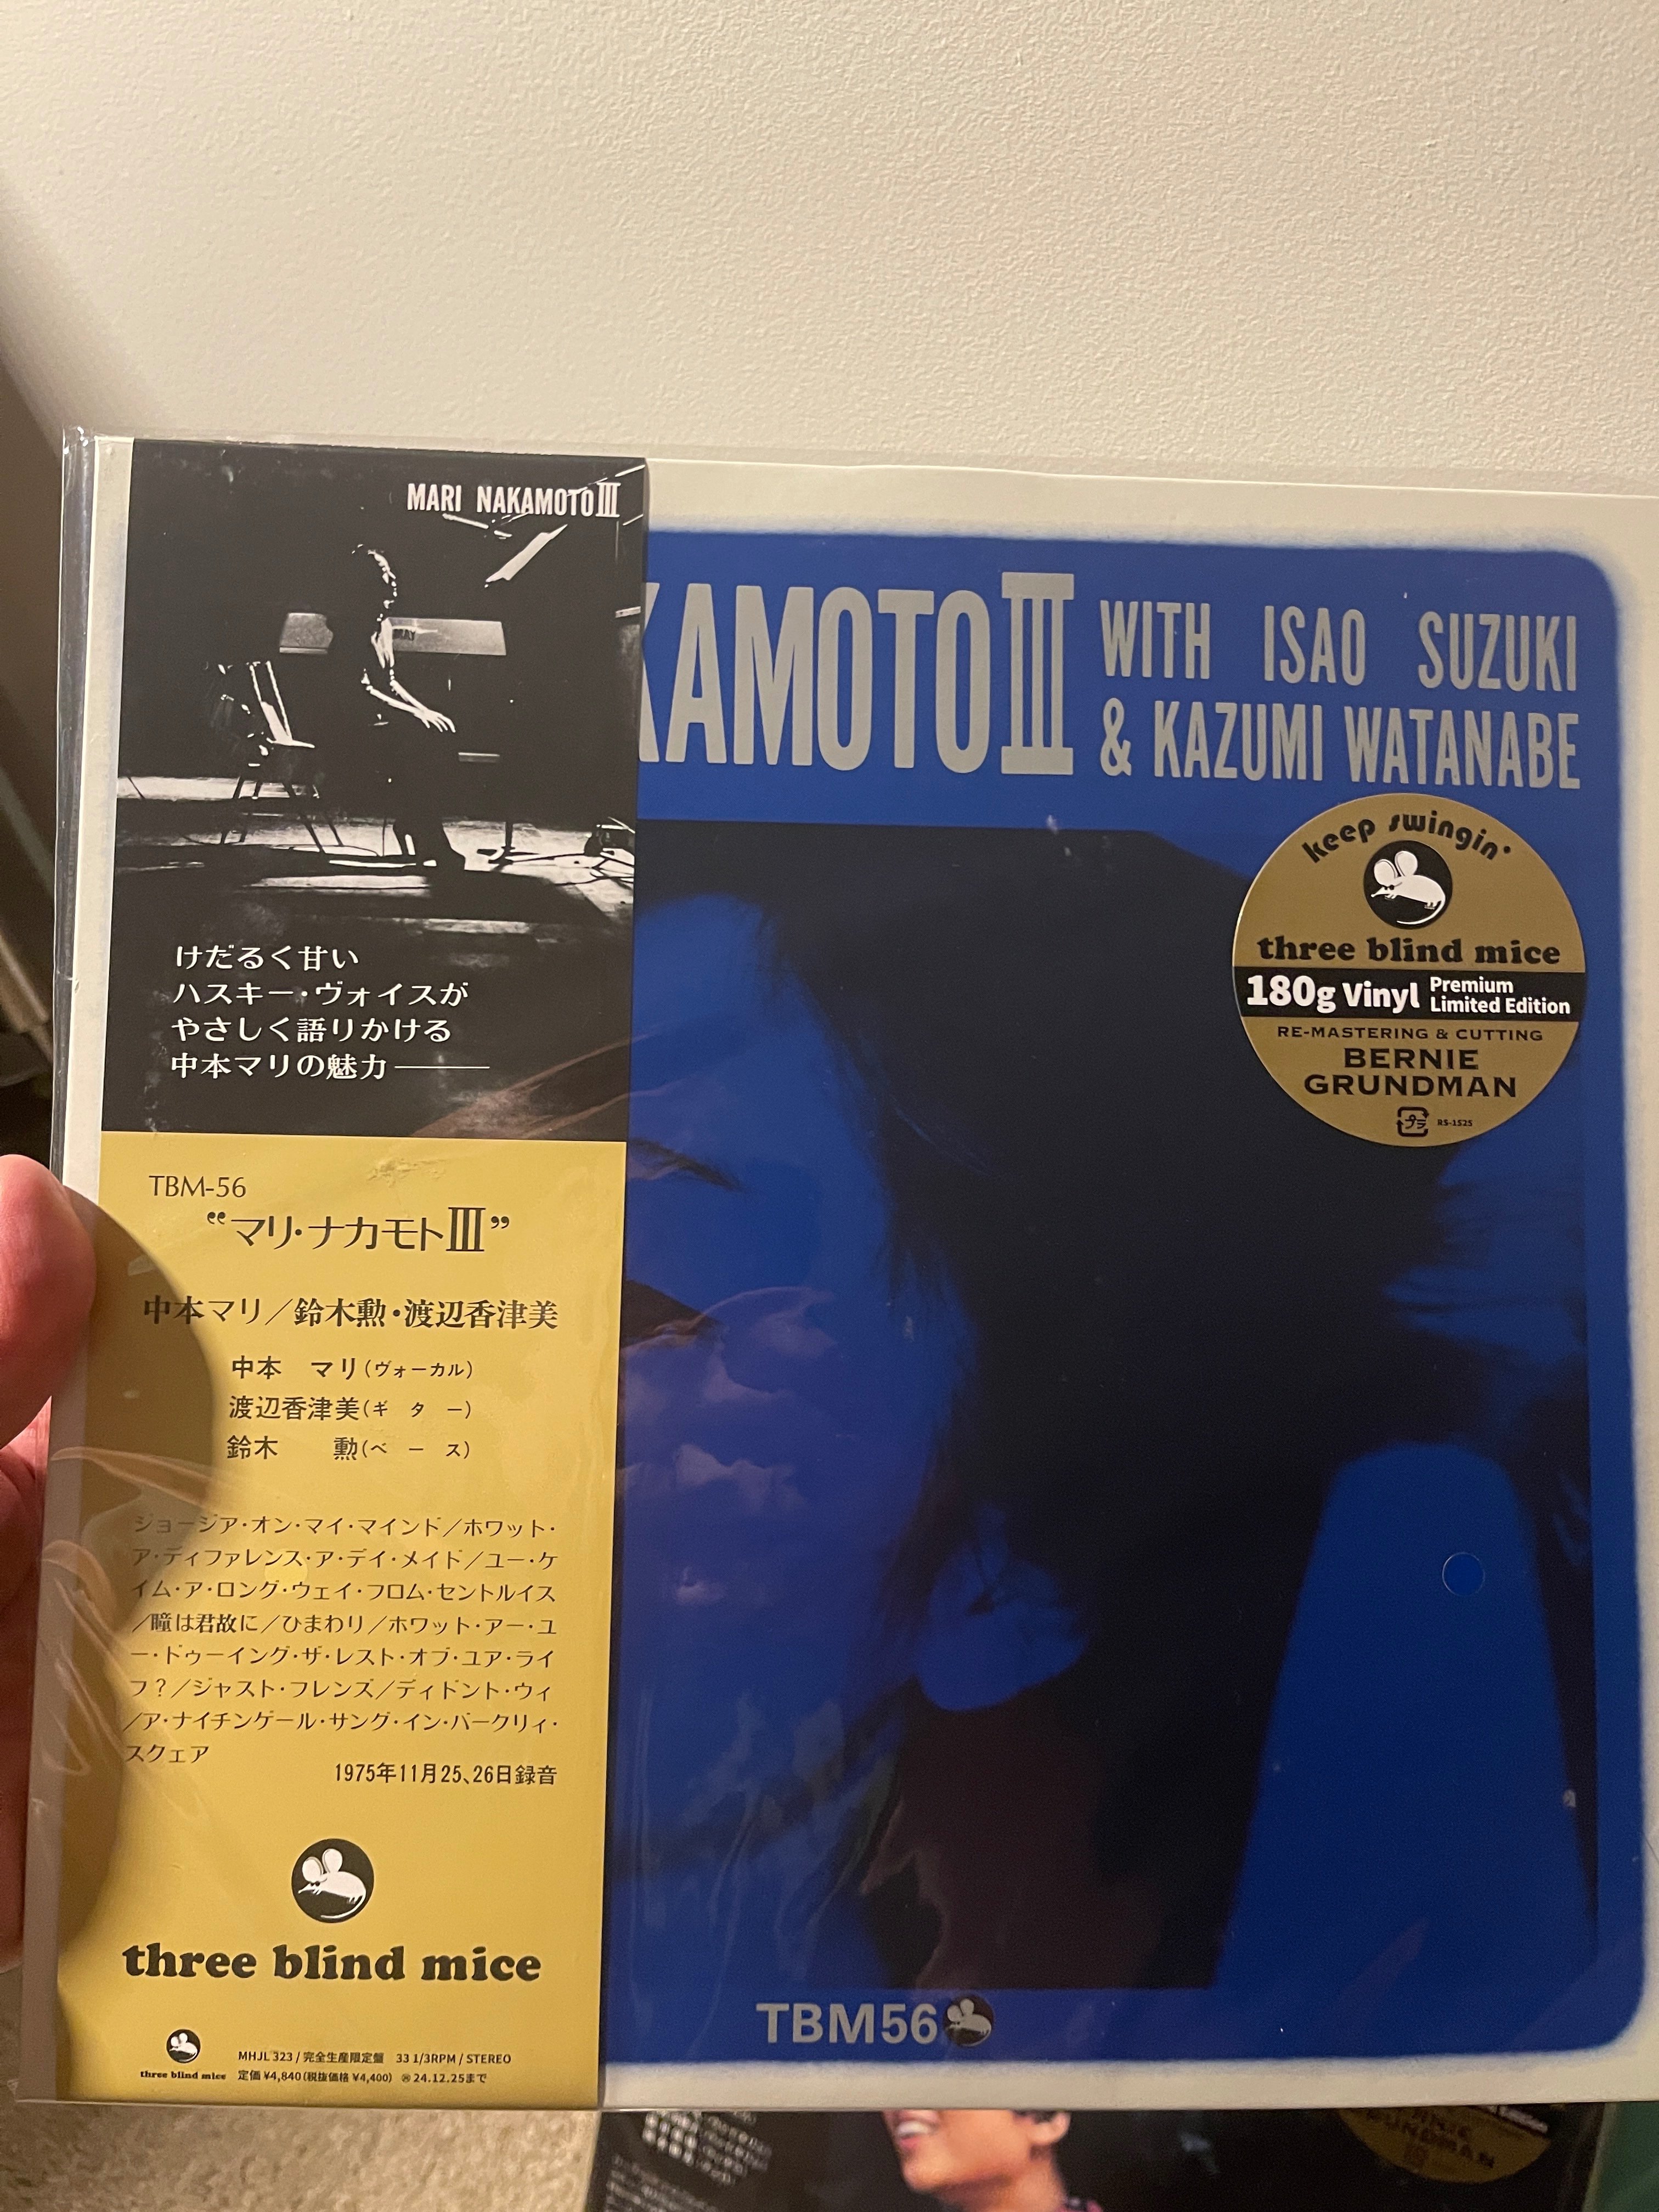 MARI NAKAMOTO III
MAY
けだるく甘い
ハスキー・ヴォイスが
やさしく語りかける
中本マリの魅力――
TBM-56
“マリ・ナカモトIII”
中本マリ／鈴木勲・渡辺香津美
中本　マリ(ヴォーカル)
渡辺香津美(ギ　タ　ー)
鈴木　　勲(ベ　ー　ス)
ジョージア・オン・マイ・マインド／ホワット・
ア・ディファレンス・ア・デイ・メイド／ユー・ケ
イム・ア・ロング・ウェイ・フロム・セントルイス
／瞳は君故に／ひまわり／ホワット・アー・ユ
ー・ドゥーイング・ザ・レスト・オブ・ユア・ライ
フ？／ジャスト・フレンズ／ディドント・ウィ
／ア・ナイチンゲール・サング・イン・バークリィ・
スクェア
1975年11月25、26日録音
three blind mice
three blind mice
MHJL 323 / 完全生産限定盤　33 1/3RPM / STEREO
定価 ¥4,840(税抜価格 ¥4,400) ㊟24.12.25まで
KAMOTO III
WITH ISAO SUZUKI
& KAZUMI WATANABE
keep swingin'
three blind mice
180g Vinyl Premium
Limited Edition
RE-MASTERING & CUTTING
BERNIE
GRUNDMAN
プラ RS-1525
TBM56